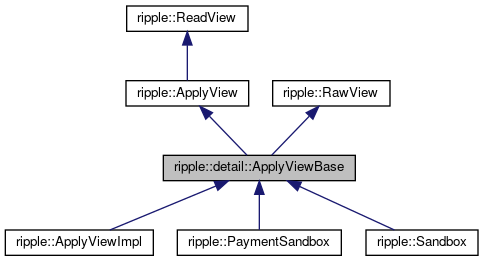 ripple::ReadView
ripple::ApplyView
ripple::RawView
ripple::detail::ApplyViewBase
ripple::ApplyViewImpl
ripple::PaymentSandbox
ripple::Sandbox